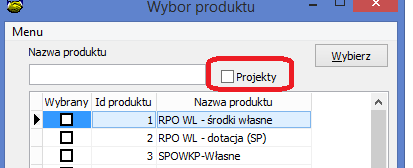 Wybor produktu
Menu
Nazwa produktu
Wybierz
Projekty
Wybrany Id produktu Nazwa produktu
1 RPO WL - środki własne
2 RPO WL - dotacja (SP)
3 SPOWKP-Własne